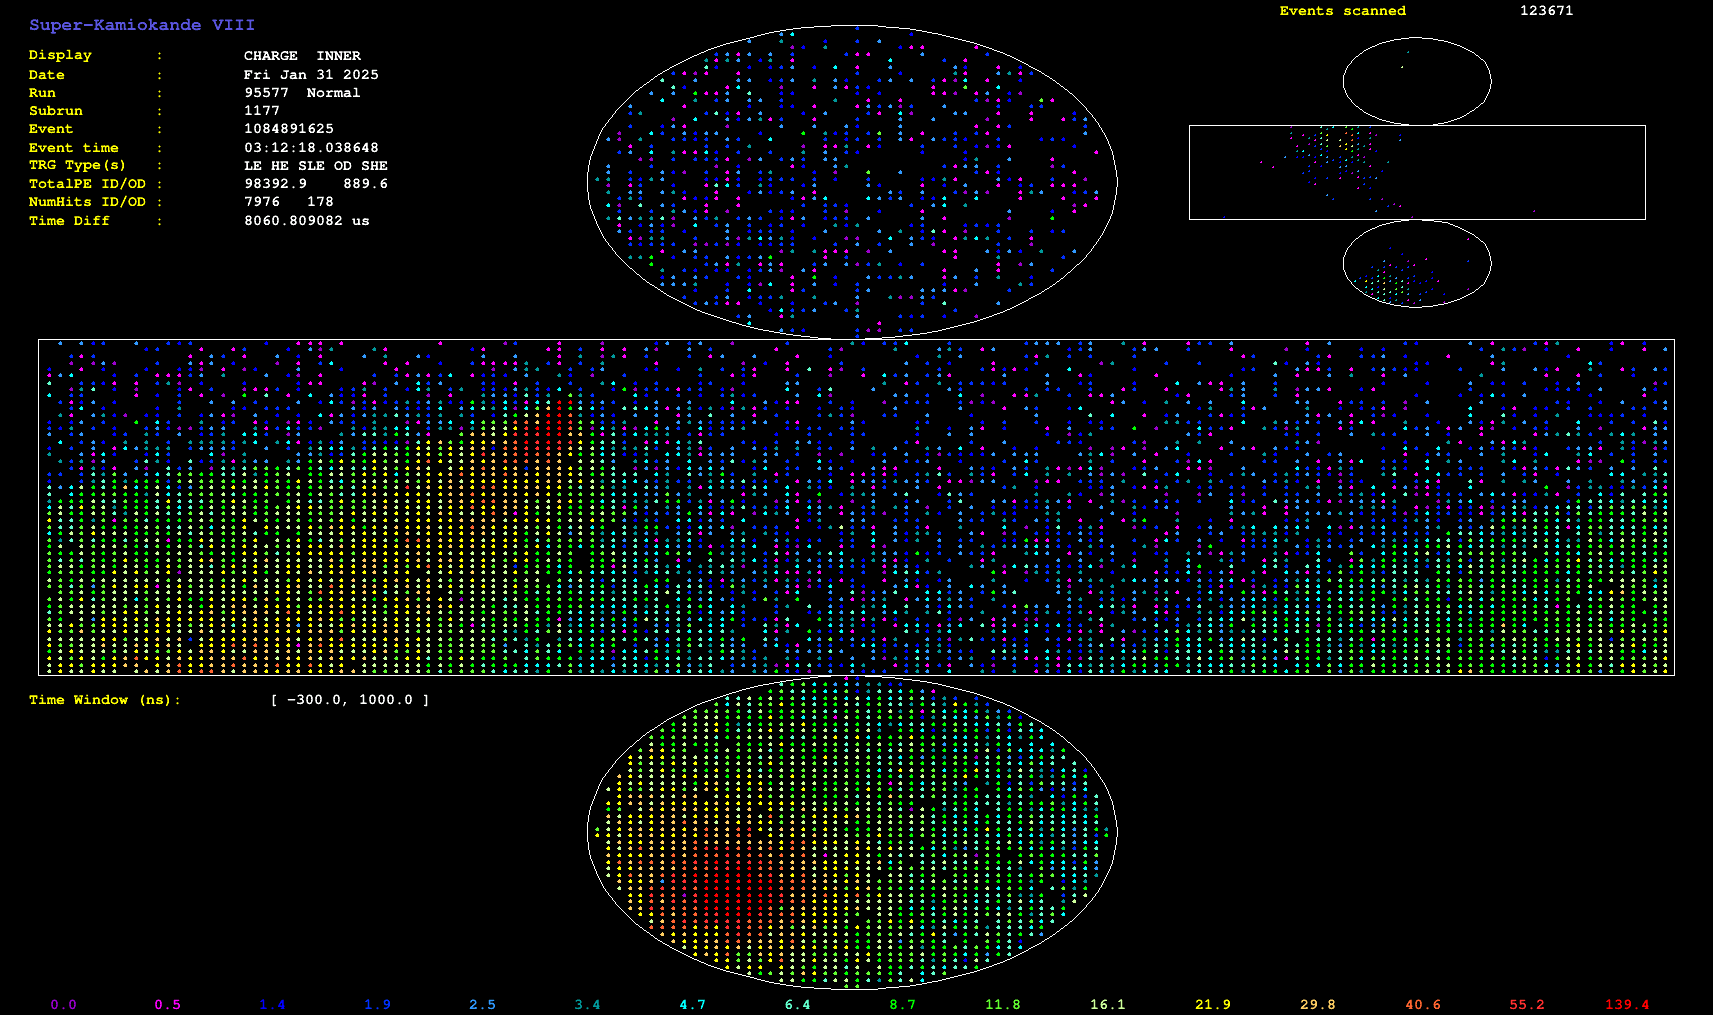 Super-Kamiokande VIII
Display : CHARGE INNER
Date : Fri Jan 31 2025
Run : 95577 Normal
Subrun : 1177
Event : 1084891625
Event time : 03:12:18.038648
TRG Type(s) : LE HE SLE OD SHE
TotalPE ID/OD : 98392.9 889.6
NumHits ID/OD : 7976 178
Time Diff : 8060.809082 us
Events scanned 123671
Time Window (ns): [ -300.0, 1000.0 ]
0.0 0.5 1.4 1.9 2.5 3.4 4.7 6.4 8.7 11.8 16.1 21.9 29.8 40.6 55.2 139.4